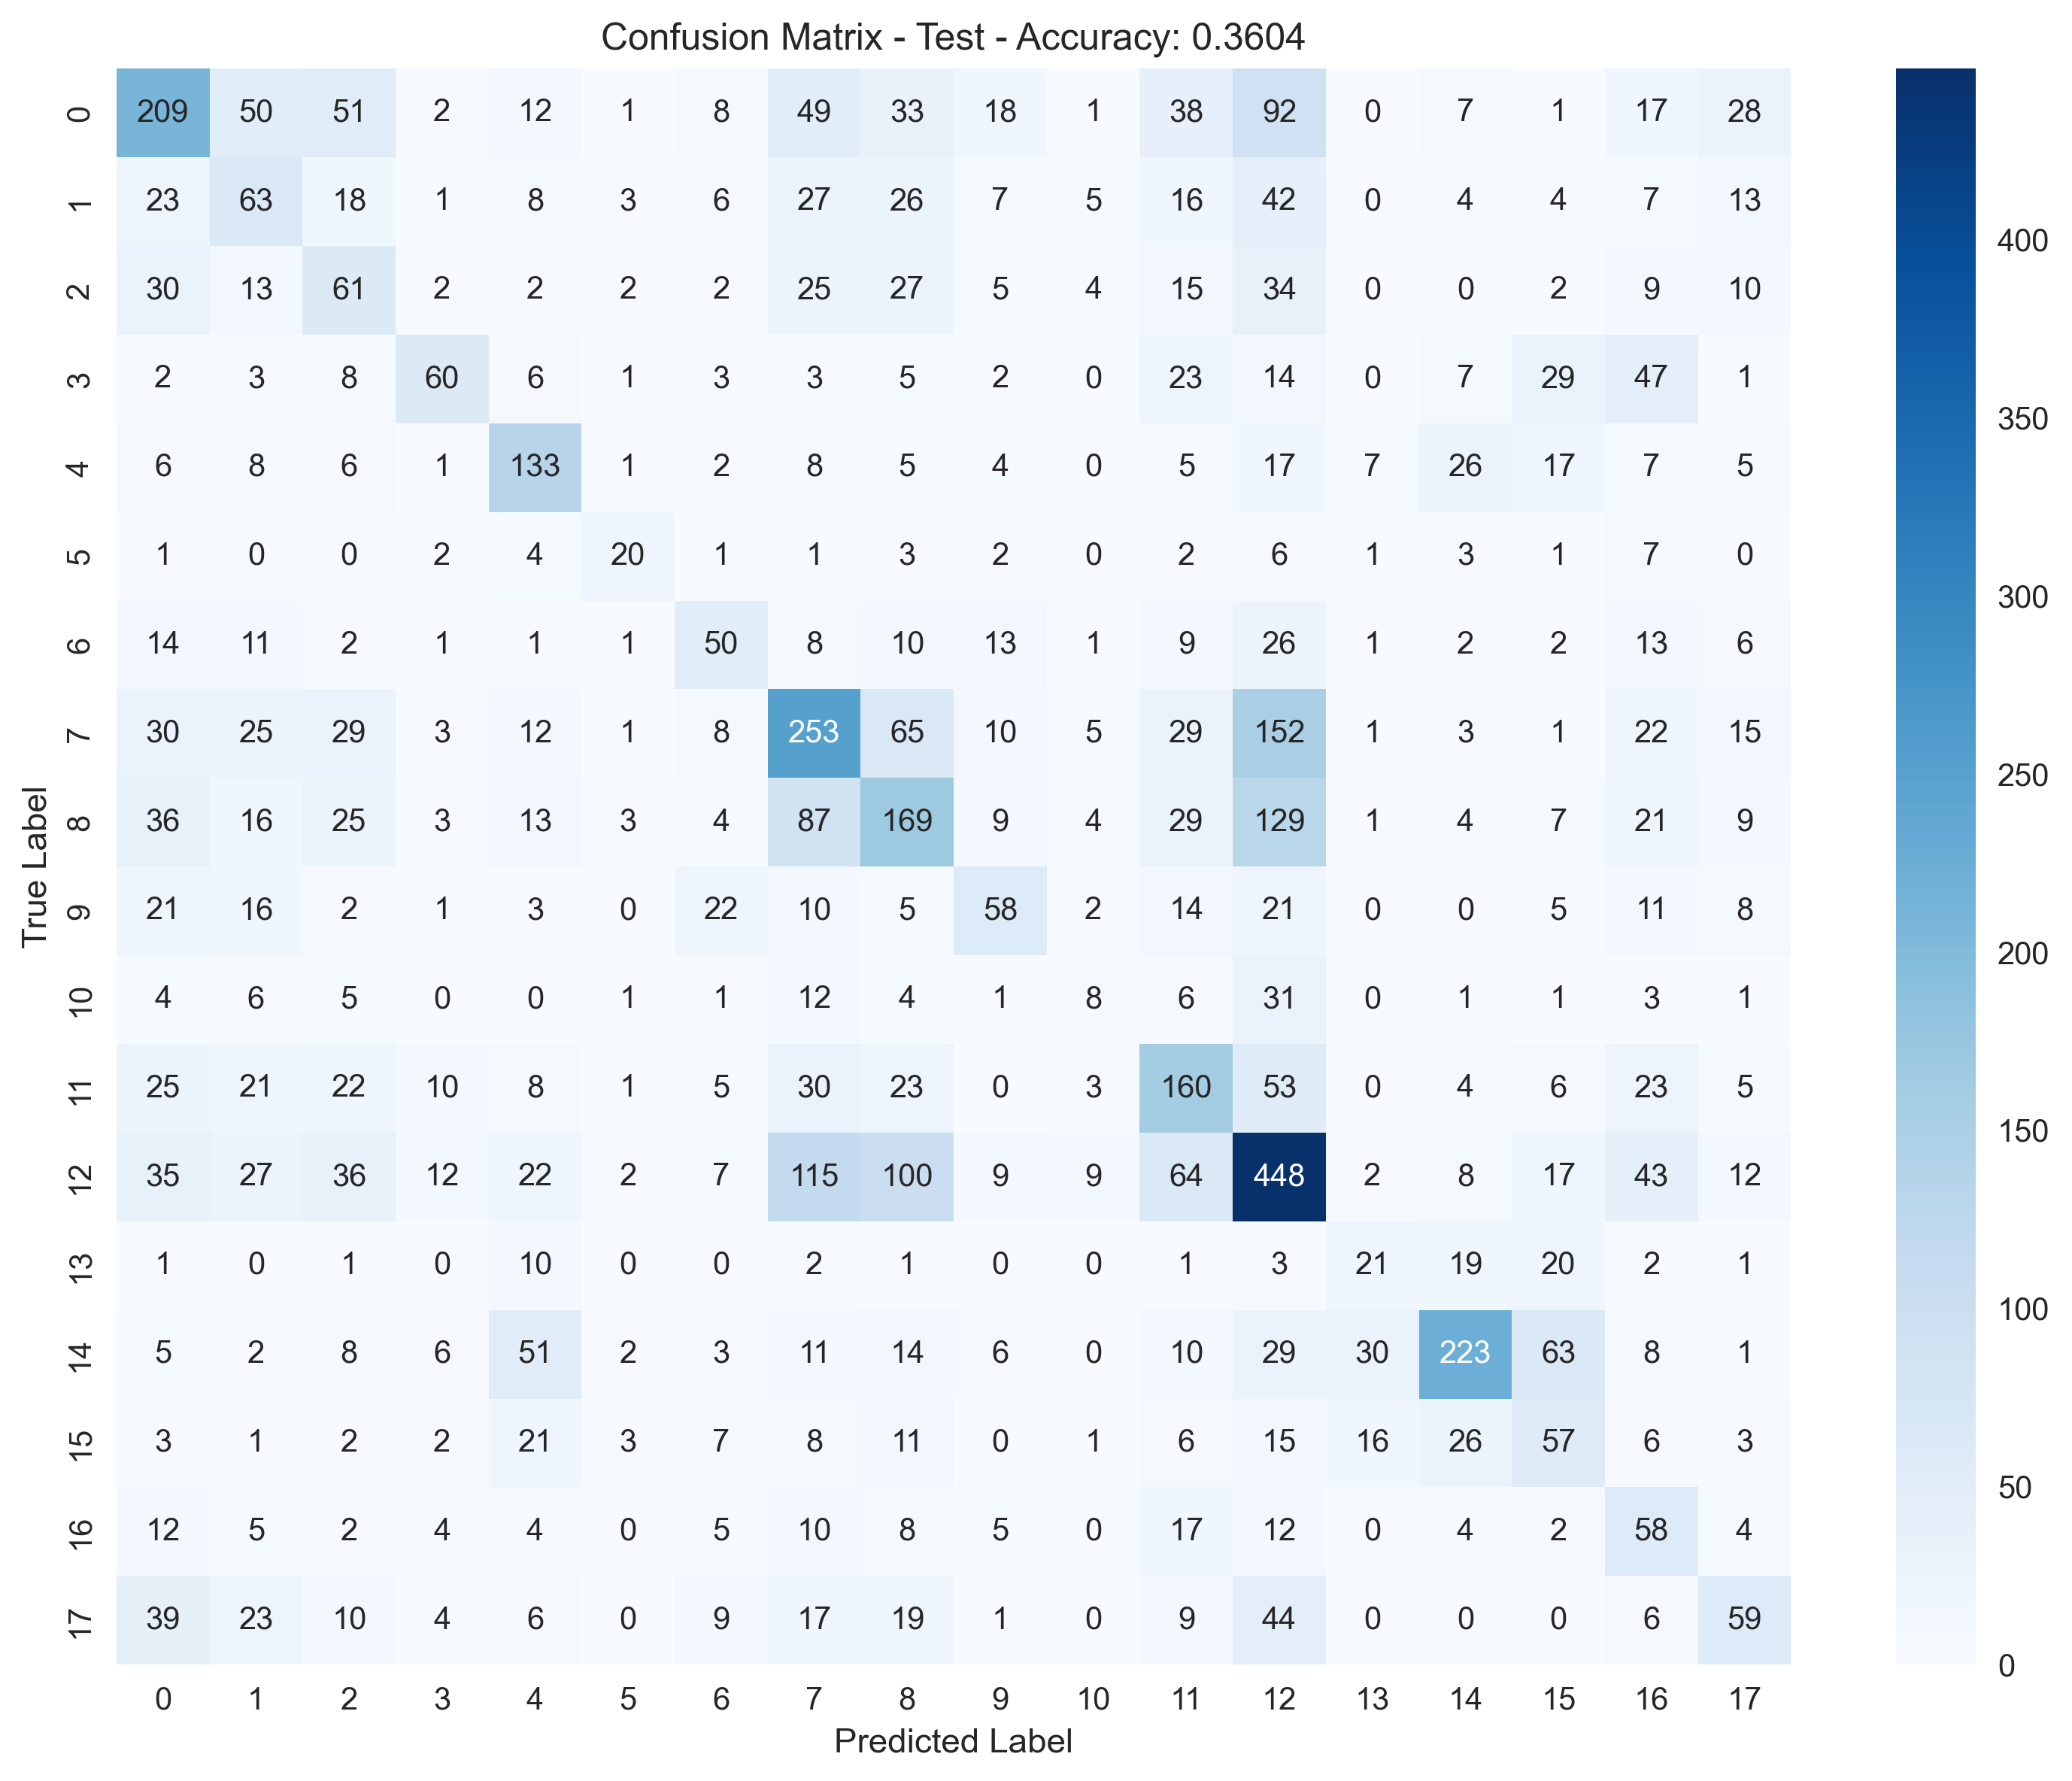 Confusion Matrix - Test - Accuracy: 0.3604
0 209 50 51 2 12 1 8 49 33 18 1 38 92 0 7 1 17 28
1 23 63 18 1 8 3 6 27 26 7 5 16 42 0 4 4 7 13
2 30 13 61 2 2 2 2 25 27 5 4 15 34 0 0 2 9 10
3 2 3 8 60 6 1 3 3 5 2 0 23 14 0 7 29 47 1
4 6 8 6 1 133 1 2 8 5 4 0 5 17 7 26 17 7 5
5 1 0 0 2 4 20 1 1 3 2 0 2 6 1 3 1 7 0
6 14 11 2 1 1 1 50 8 10 13 1 9 26 1 2 2 13 6
7 30 25 29 3 12 1 8 253 65 10 5 29 152 1 3 1 22 15
8 36 16 25 3 13 3 4 87 169 9 4 29 129 1 4 7 21 9
9 21 16 2 1 3 0 22 10 5 58 2 14 21 0 0 5 11 8
10 4 6 5 0 0 1 1 12 4 1 8 6 31 0 1 1 3 1
11 25 21 22 10 8 1 5 30 23 0 3 160 53 0 4 6 23 5
12 35 27 36 12 22 2 7 115 100 9 9 64 448 2 8 17 43 12
13 1 0 1 0 10 0 0 2 1 0 0 1 3 21 19 20 2 1
14 5 2 8 6 51 2 3 11 14 6 0 10 29 30 223 63 8 1
15 3 1 2 2 21 3 7 8 11 0 1 6 15 16 26 57 6 3
16 12 5 2 4 4 0 5 10 8 5 0 17 12 0 4 2 58 4
17 39 23 10 4 6 0 9 17 19 1 0 9 44 0 0 0 6 59
0 1 2 3 4 5 6 7 8 9 10 11 12 13 14 15 16 17
Predicted Label
True Label
400
350
300
250
200
150
100
50
0